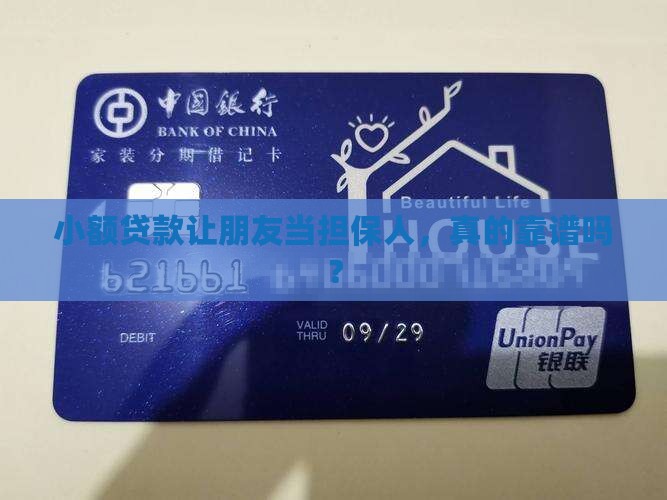 中国银行
BANK OF CHINA
家装分期借记卡
Beautiful Life
小额贷款让朋友当担保人，真的靠谱吗
?
HOUSE
DEBIT
VALID
THRU
09/29
UnionPay
银联